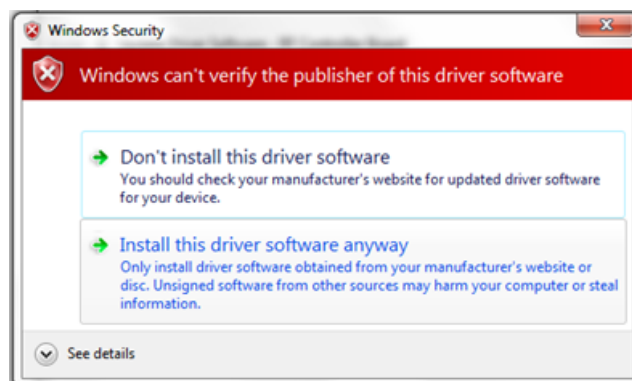 Windows Security
Windows can't verify the publisher of this driver software
Don't install this driver software
You should check your manufacturer's website for updated driver software
for your device.
Install this driver software anyway
Only install driver software obtained from your manufacturer's website or
disc. Unsigned software from other sources may harm your computer or steal
information.
See details